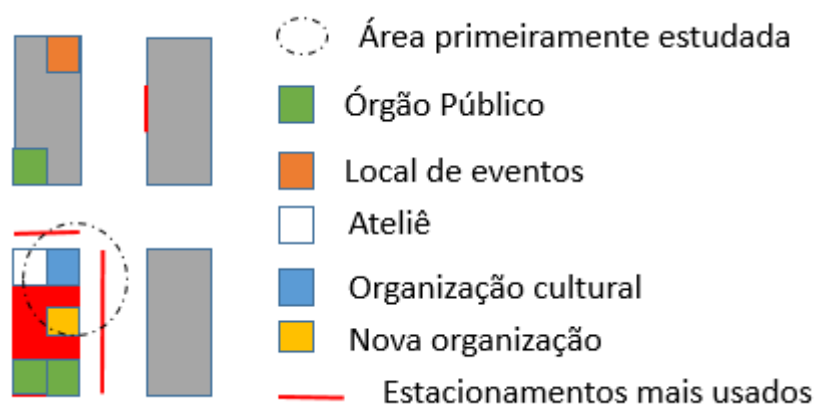 Área primeiramente estudada
Órgão Público
Local de eventos
Ateliê
Organização cultural
Nova organização
Estacionamentos mais usados